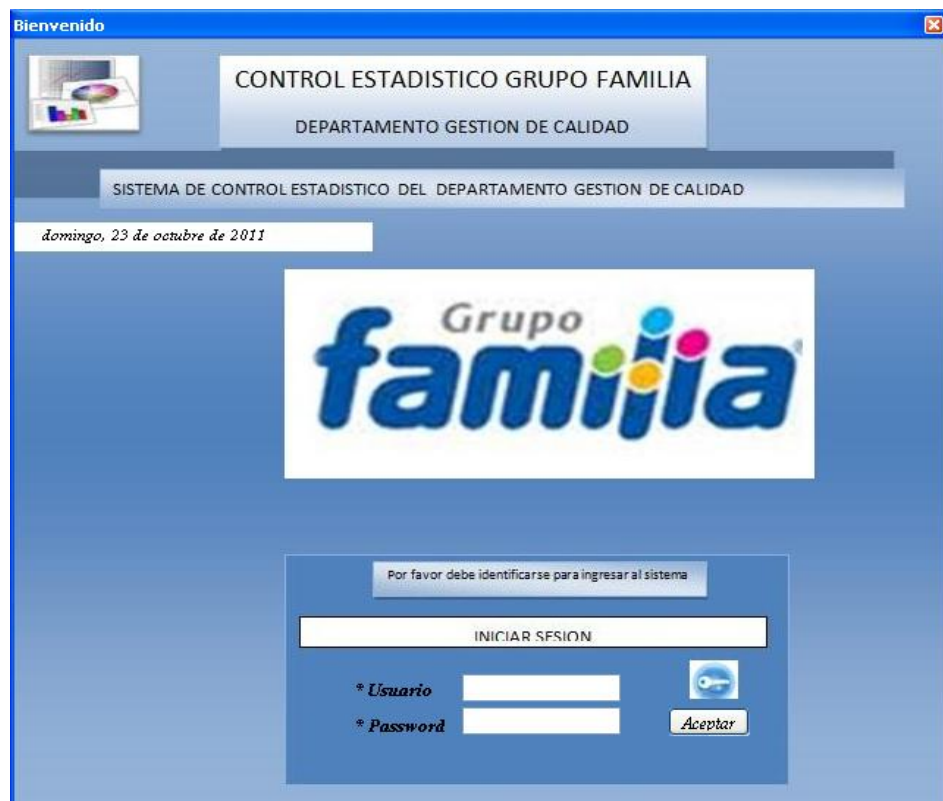 Bienvenido
CONTROL ESTADISTICO GRUPO FAMILIA
DEPARTAMENTO GESTION DE CALIDAD
SISTEMA DE CONTROL ESTADISTICO DEL DEPARTAMENTO GESTION DE CALIDAD
domingo, 23 de octubre de 2011
Grupo
familia
Por favor debe identificarse para ingresar al sistema
INICIAR SESION
* Usuario
* Password
Aceptar